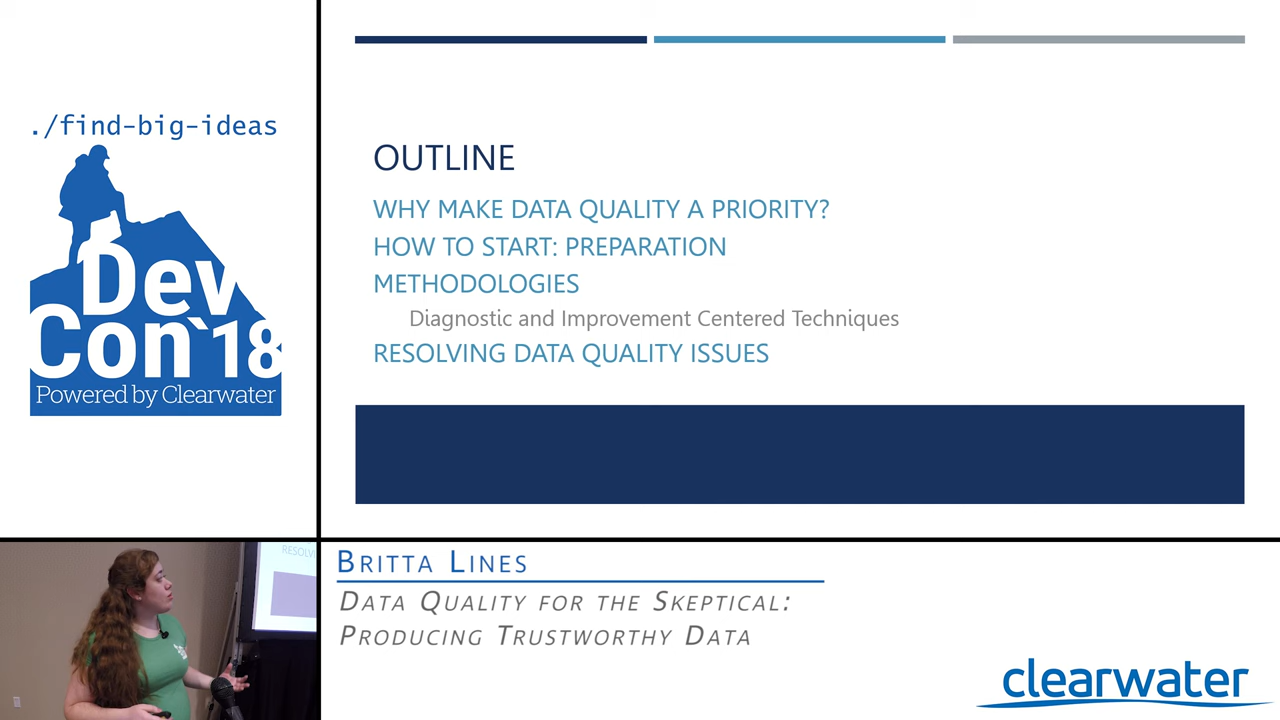 ./find-big-ideas
Dev
Con`18
Powered by Clearwater
OUTLINE
WHY MAKE DATA QUALITY A PRIORITY?
HOW TO START: PREPARATION
METHODOLOGIES
Diagnostic and Improvement Centered Techniques
RESOLVING DATA QUALITY ISSUES
RESOLVI
BRITTA LINES
DATA QUALITY FOR THE SKEPTICAL:
PRODUCING TRUSTWORTHY DATA
clearwater